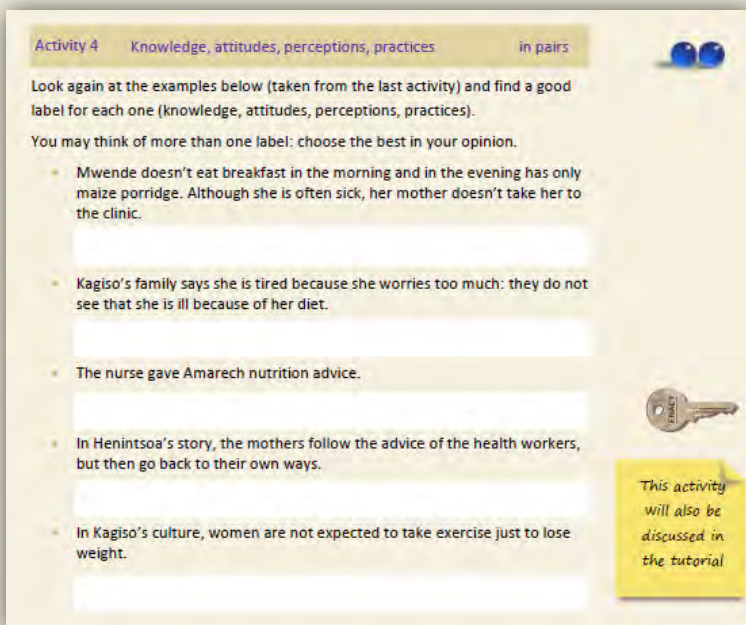 Activity 4 Knowledge, attitudes, perceptions, practices in pairs
Look again at the examples below (taken from the last activity) and find a good
label for each one (knowledge, attitudes, perceptions, practices).
You may think of more than one label: choose the best in your opinion.
Mwende doesn't eat breakfast in the morning and in the evening has only
maize porridge. Although she is often sick, her mother doesn't take her to
the clinic.
Kagiso's family says she is tired because she worries too much: they do not
see that she is ill because of her diet.
The nurse gave Amarech nutrition advice.
ENACT
In Henintsoa's story, the mothers follow the advice of the health workers,
but then go back to their own ways.
This activity
will also be
discussed in
the tutorial
In Kagiso's culture, women are not expected to take exercise just to lose
weight.